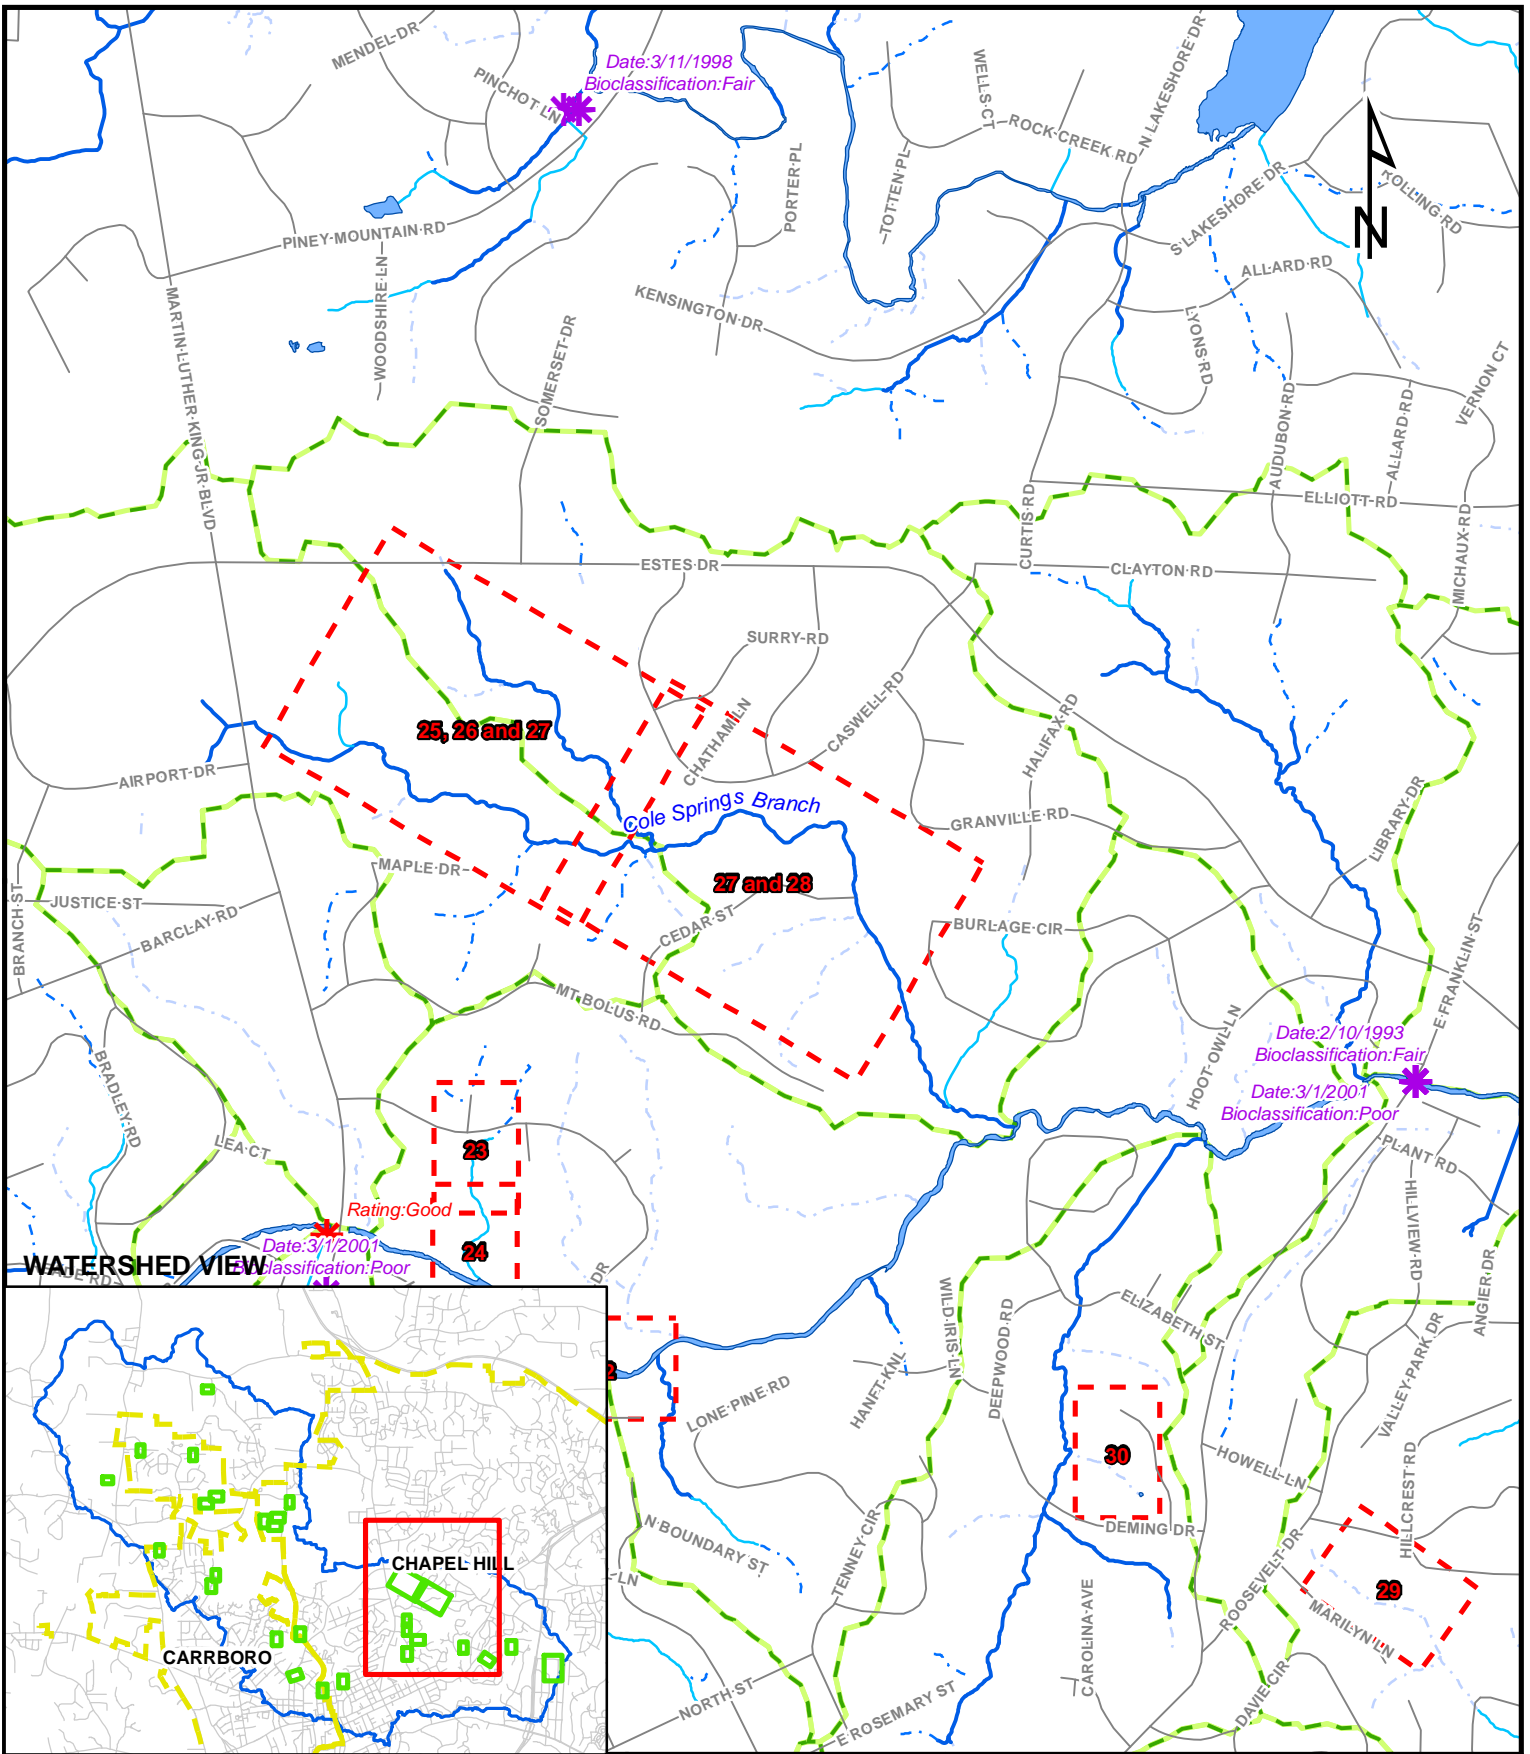 MENDEL DR
Date:3/11/1998
Bioclassification:Fair
PINCHOT LN
WELLS CT
N LAKESHORE DR
ROCK CREEK RD
PORTER PL
TOTTEN PL
S LAKESHORE DR
ROLLING RD
N
PINEY MOUNTAIN RD
WOODSHIRE LN
ALLARD RD
KENSINGTON DR
MARTIN LUTHER KING JR BLVD
SOMERSET DR
LYONS RD
VERNON CT
AUDUBON RD
ALLARD RD
ELLIOTT RD
CURTIS RD
MICHAUX RD
ESTES DR
CLAYTON RD
SURRY RD
CASWELL RD
CHATHAM LN
HALIFAX RD
25, 26 and 27
AIRPORT DR
Cole Springs Branch
GRANVILLE RD
LIBRARY DR
MAPLE DR
27 and 28
JUSTICE ST
BARCLAY RD
BRANCH ST
CEDAR ST
BURLAGE CIR
E FRANKLIN ST
MT BOLUS RD
HOOT OWL LN
Date:2/10/1993
Bioclassification:Fair
Date:3/1/2001
Bioclassification:Poor
BRADLEY RD
LEA CT
23
PLANT RD
HILLVIEW RD
Rating:Good
Date:3/1/2001
Bioclassification:Poor
24
WATERSHED VIEW
EADE RD
DR
ANGIER DR
WILD IRIS LN
DEEPWOOD RD
ELIZABETH ST
VALLEY PARK DR
2
LONE PINE RD
HANFT KNL
30
HOWELL LN
HILLCREST RD
DEMING DR
N BOUNDARY ST
TENNEY CIR
LN
CHAPEL HILL
CARRBORO
ROOSEVELT DR
29
MARILYN LN
CAROLINA AVE
NORTH ST
E ROSEMARY ST
DAVIE CIR